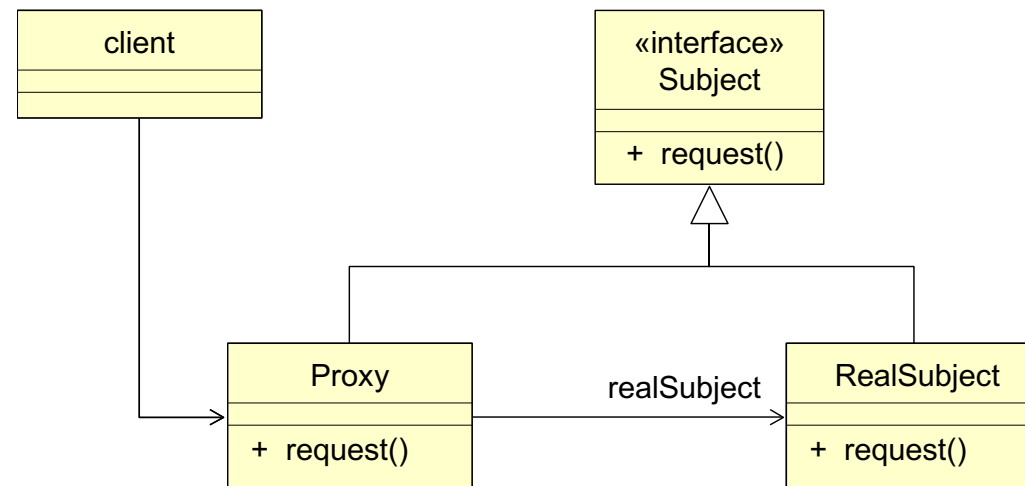 client
«interface»
Subject
+ request()
Proxy
+ request()
realSubject
RealSubject
+ request()